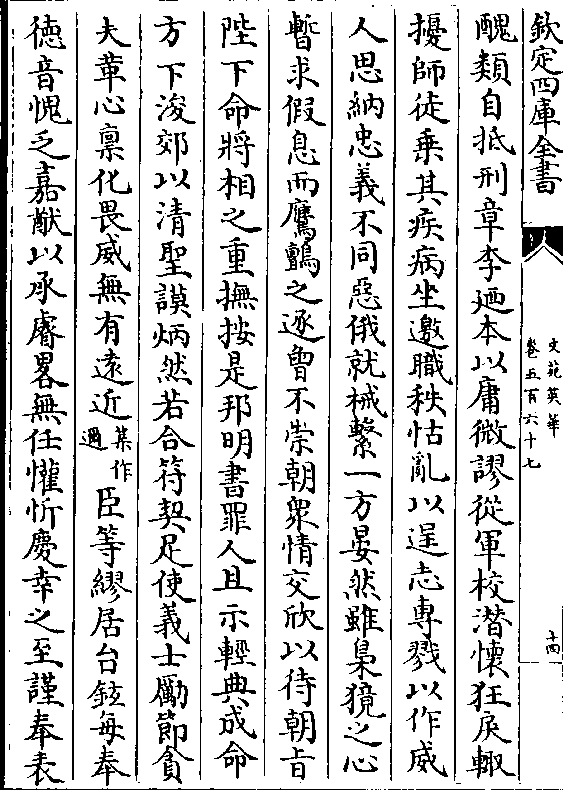 欽定四庫全書
文苑英華
卷五百六十七
十四
醜類自抵刑章李廼本以庸微謬從軍校潛懷狂戾輙
擾師徒乗其疾病坐邀職秩怙亂以逞志專戮以作威
人思納忠義不同惡俄就械繫一方晏然雖梟獍之心
暫求假息而鷹鸇之逐曽不崇朝衆情交欣以待朝㫖
陛下命將相之重撫按是邦明書罪人且示輕典成命
方下浚郊以清聖謨炳然若合符契足使義士勵節貪
夫革心禀化畏威無有逺近集作邇臣等繆居台鉉每奉
徳音愧乏嘉猷以承睿畧無任懽忻慶幸之至謹奉表